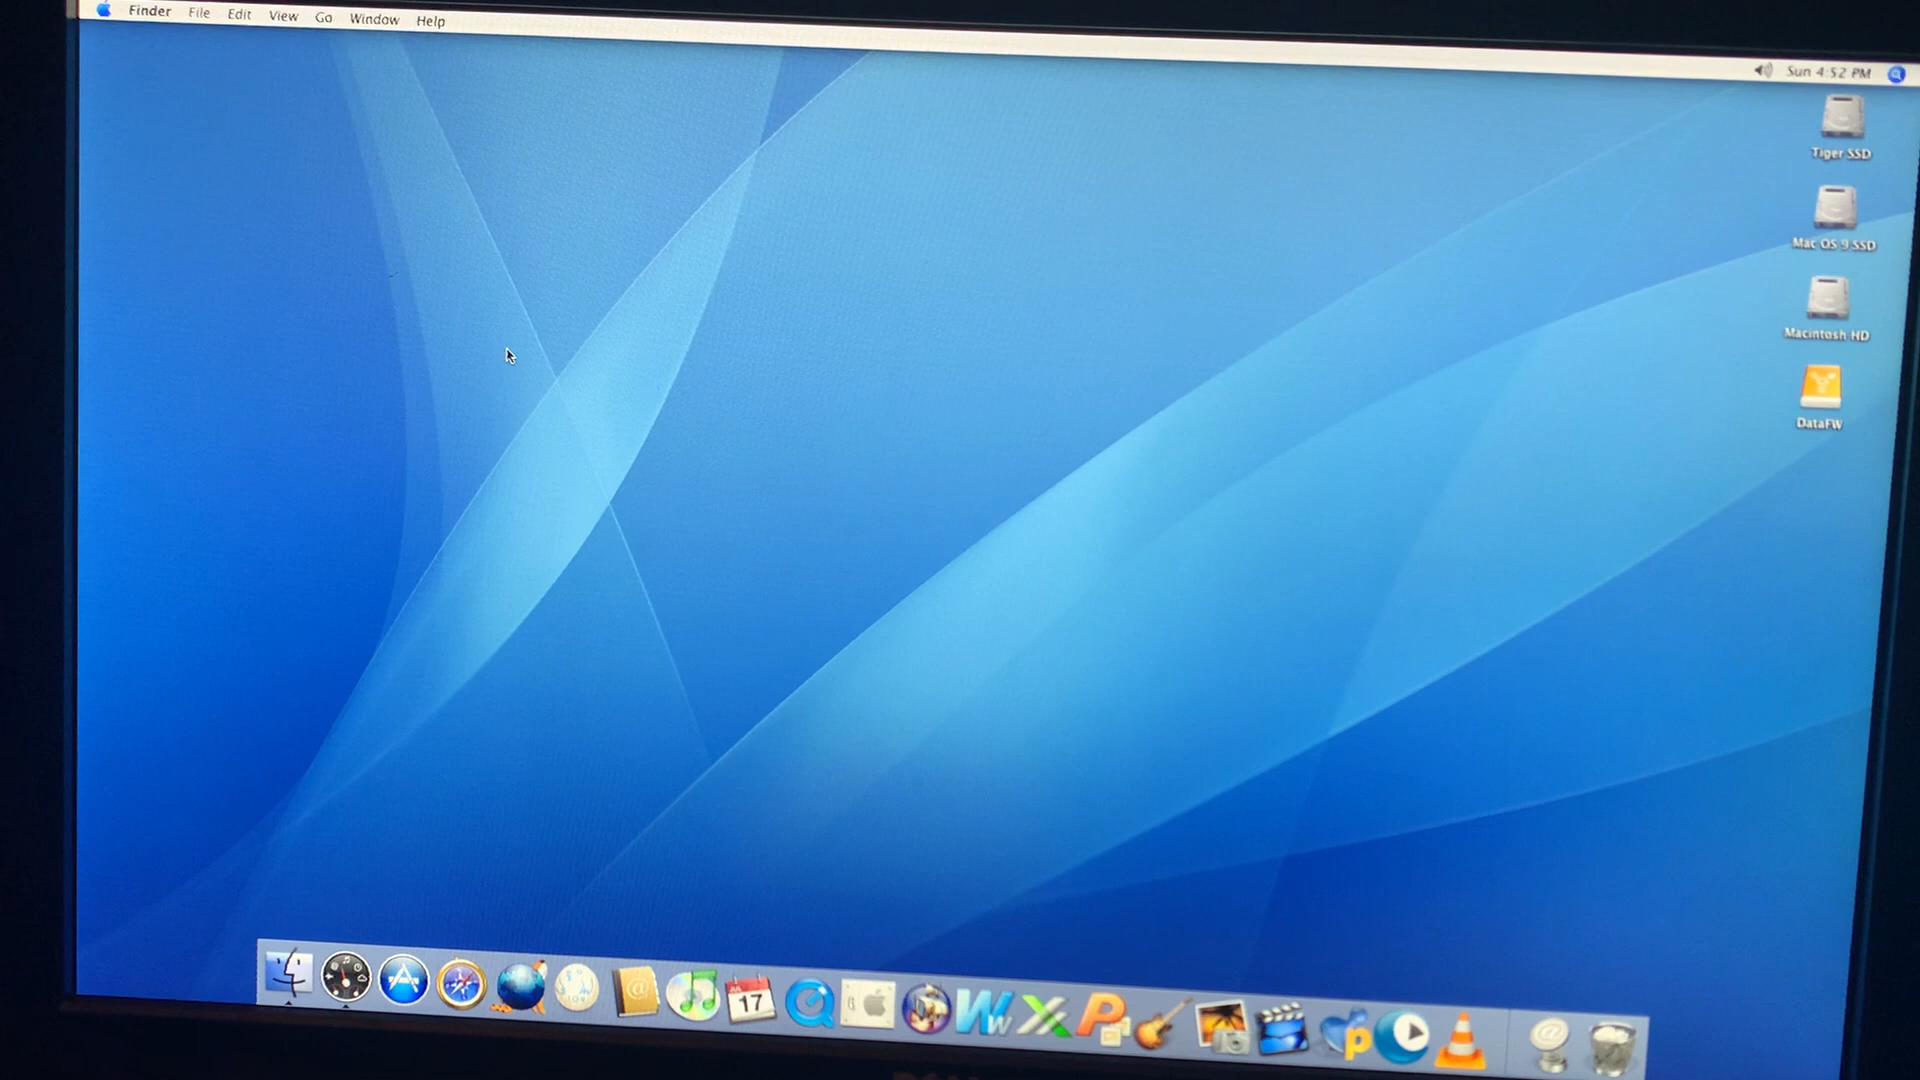 Finder File Edit View Go Window Help
Sun 4:52 PM
Tiger SSD
Mac OS 9 SSD
Macintosh HD
DataFW
17